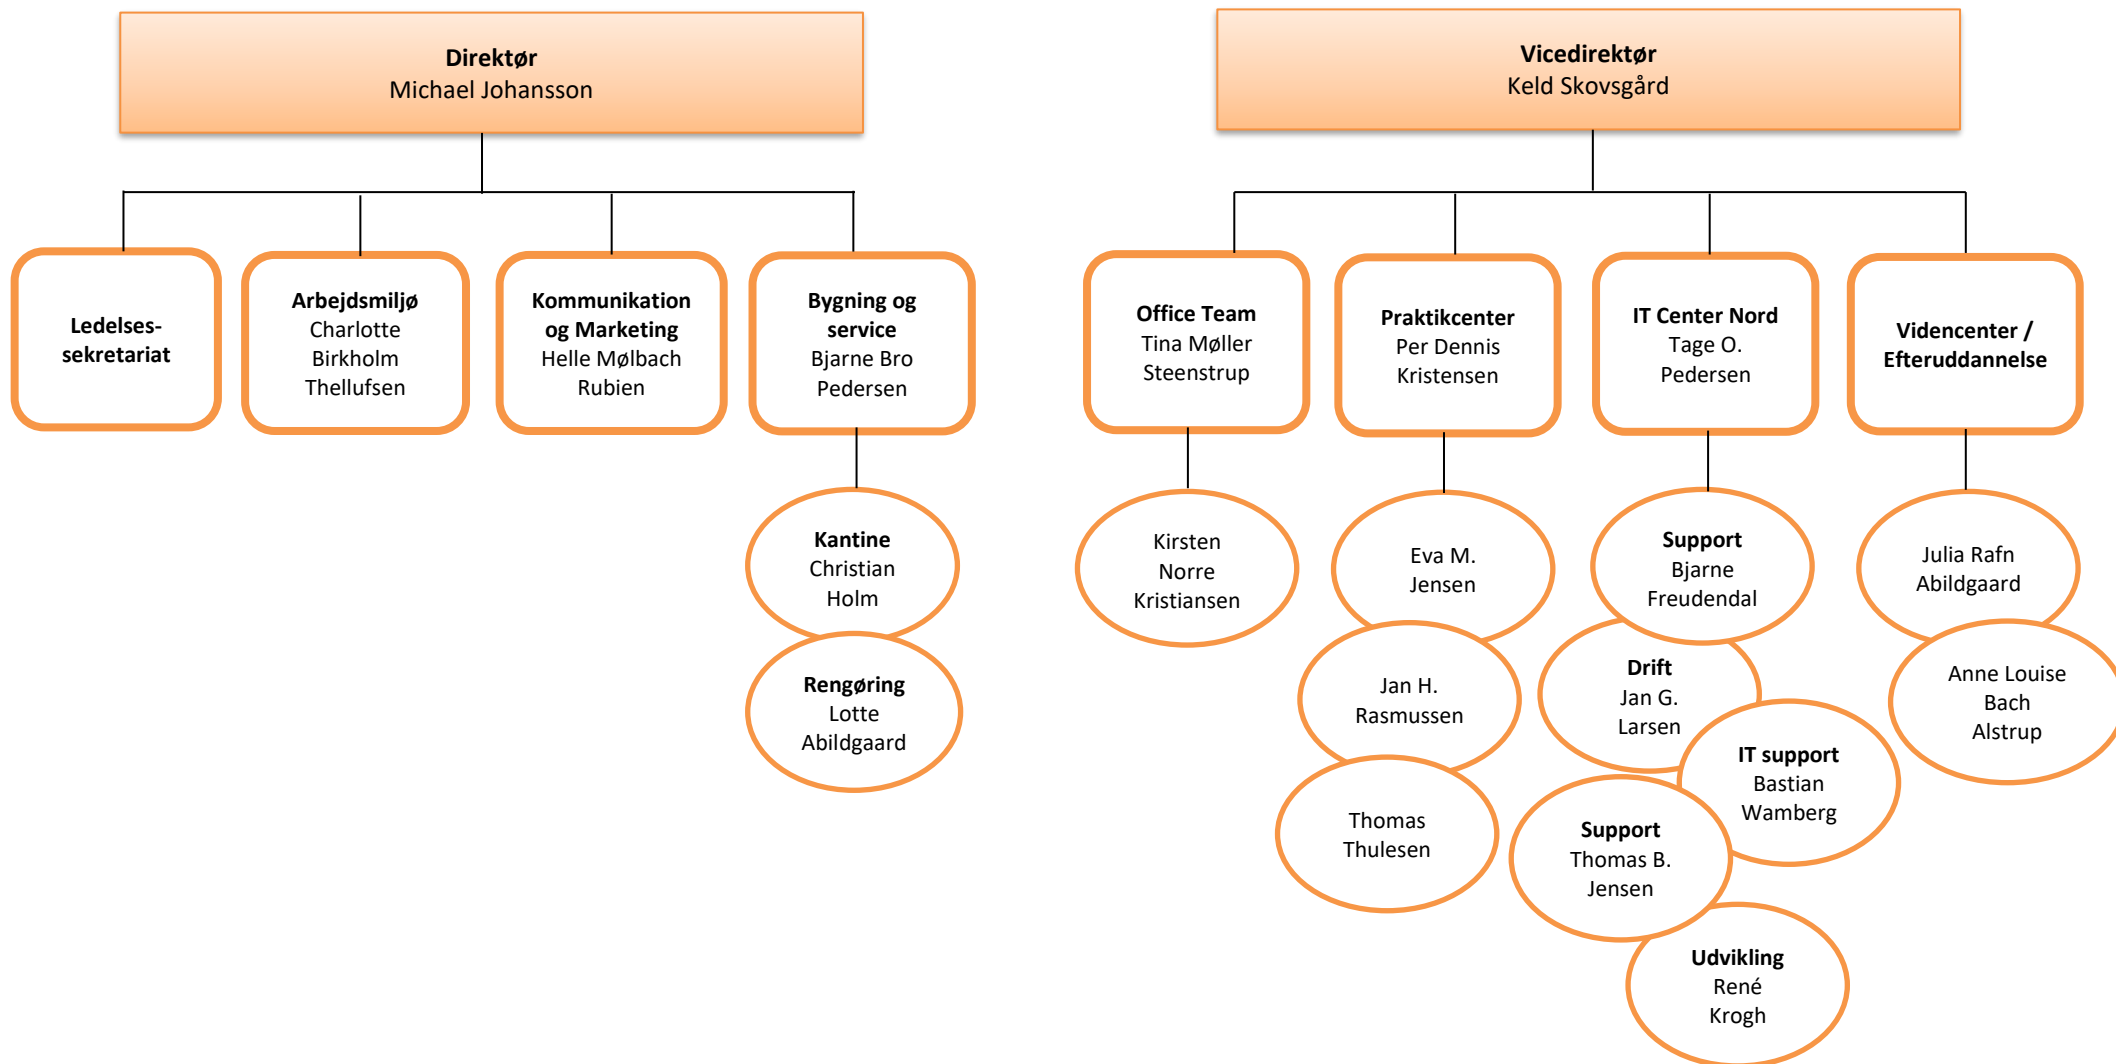 Direktør
Michael Johansson
Vicedirektør
Keld Skovsgård
Ledelses-
sekretariat
Arbejdsmiljø
Charlotte
Birkholm
Thellufsen
Kommunikation
og Marketing
Helle Mølbach
Rubien
Bygning og
service
Bjarne Bro
Pedersen
Office Team
Tina Møller
Steenstrup
Praktikcenter
Per Dennis
Kristensen
IT Center Nord
Tage O.
Pedersen
Videncenter /
Efteruddannelse
Kantine
Christian
Holm
Rengøring
Lotte
Abildgaard
Kirsten
Norre
Kristiansen
Eva M.
Jensen
Jan H.
Rasmussen
Thomas
Thulesen
Support
Bjarne
Freudendal
Drift
Jan G.
Larsen
IT support
Bastian
Wamberg
Support
Thomas B.
Jensen
Udvikling
René
Krogh
Julia Rafn
Abildgaard
Anne Louise
Bach
Alstrup